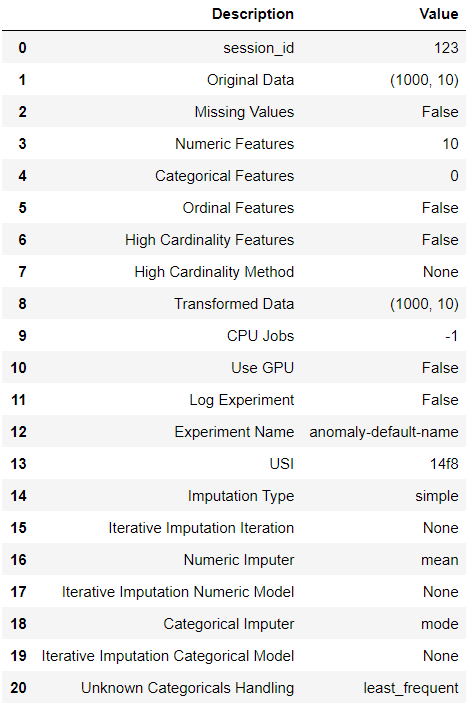 Description Value
0 session_id 123
1 Original Data (1000, 10)
2 Missing Values False
3 Numeric Features 10
4 Categorical Features 0
5 Ordinal Features False
6 High Cardinality Features False
7 High Cardinality Method None
8 Transformed Data (1000, 10)
9 CPU Jobs -1
10 Use GPU False
11 Log Experiment False
12 Experiment Name anomaly-default-name
13 USI 14f8
14 Imputation Type simple
15 Iterative Imputation Iteration None
16 Numeric Imputer mean
17 Iterative Imputation Numeric Model None
18 Categorical Imputer mode
19 Iterative Imputation Categorical Model None
20 Unknown Categoricals Handling least_frequent